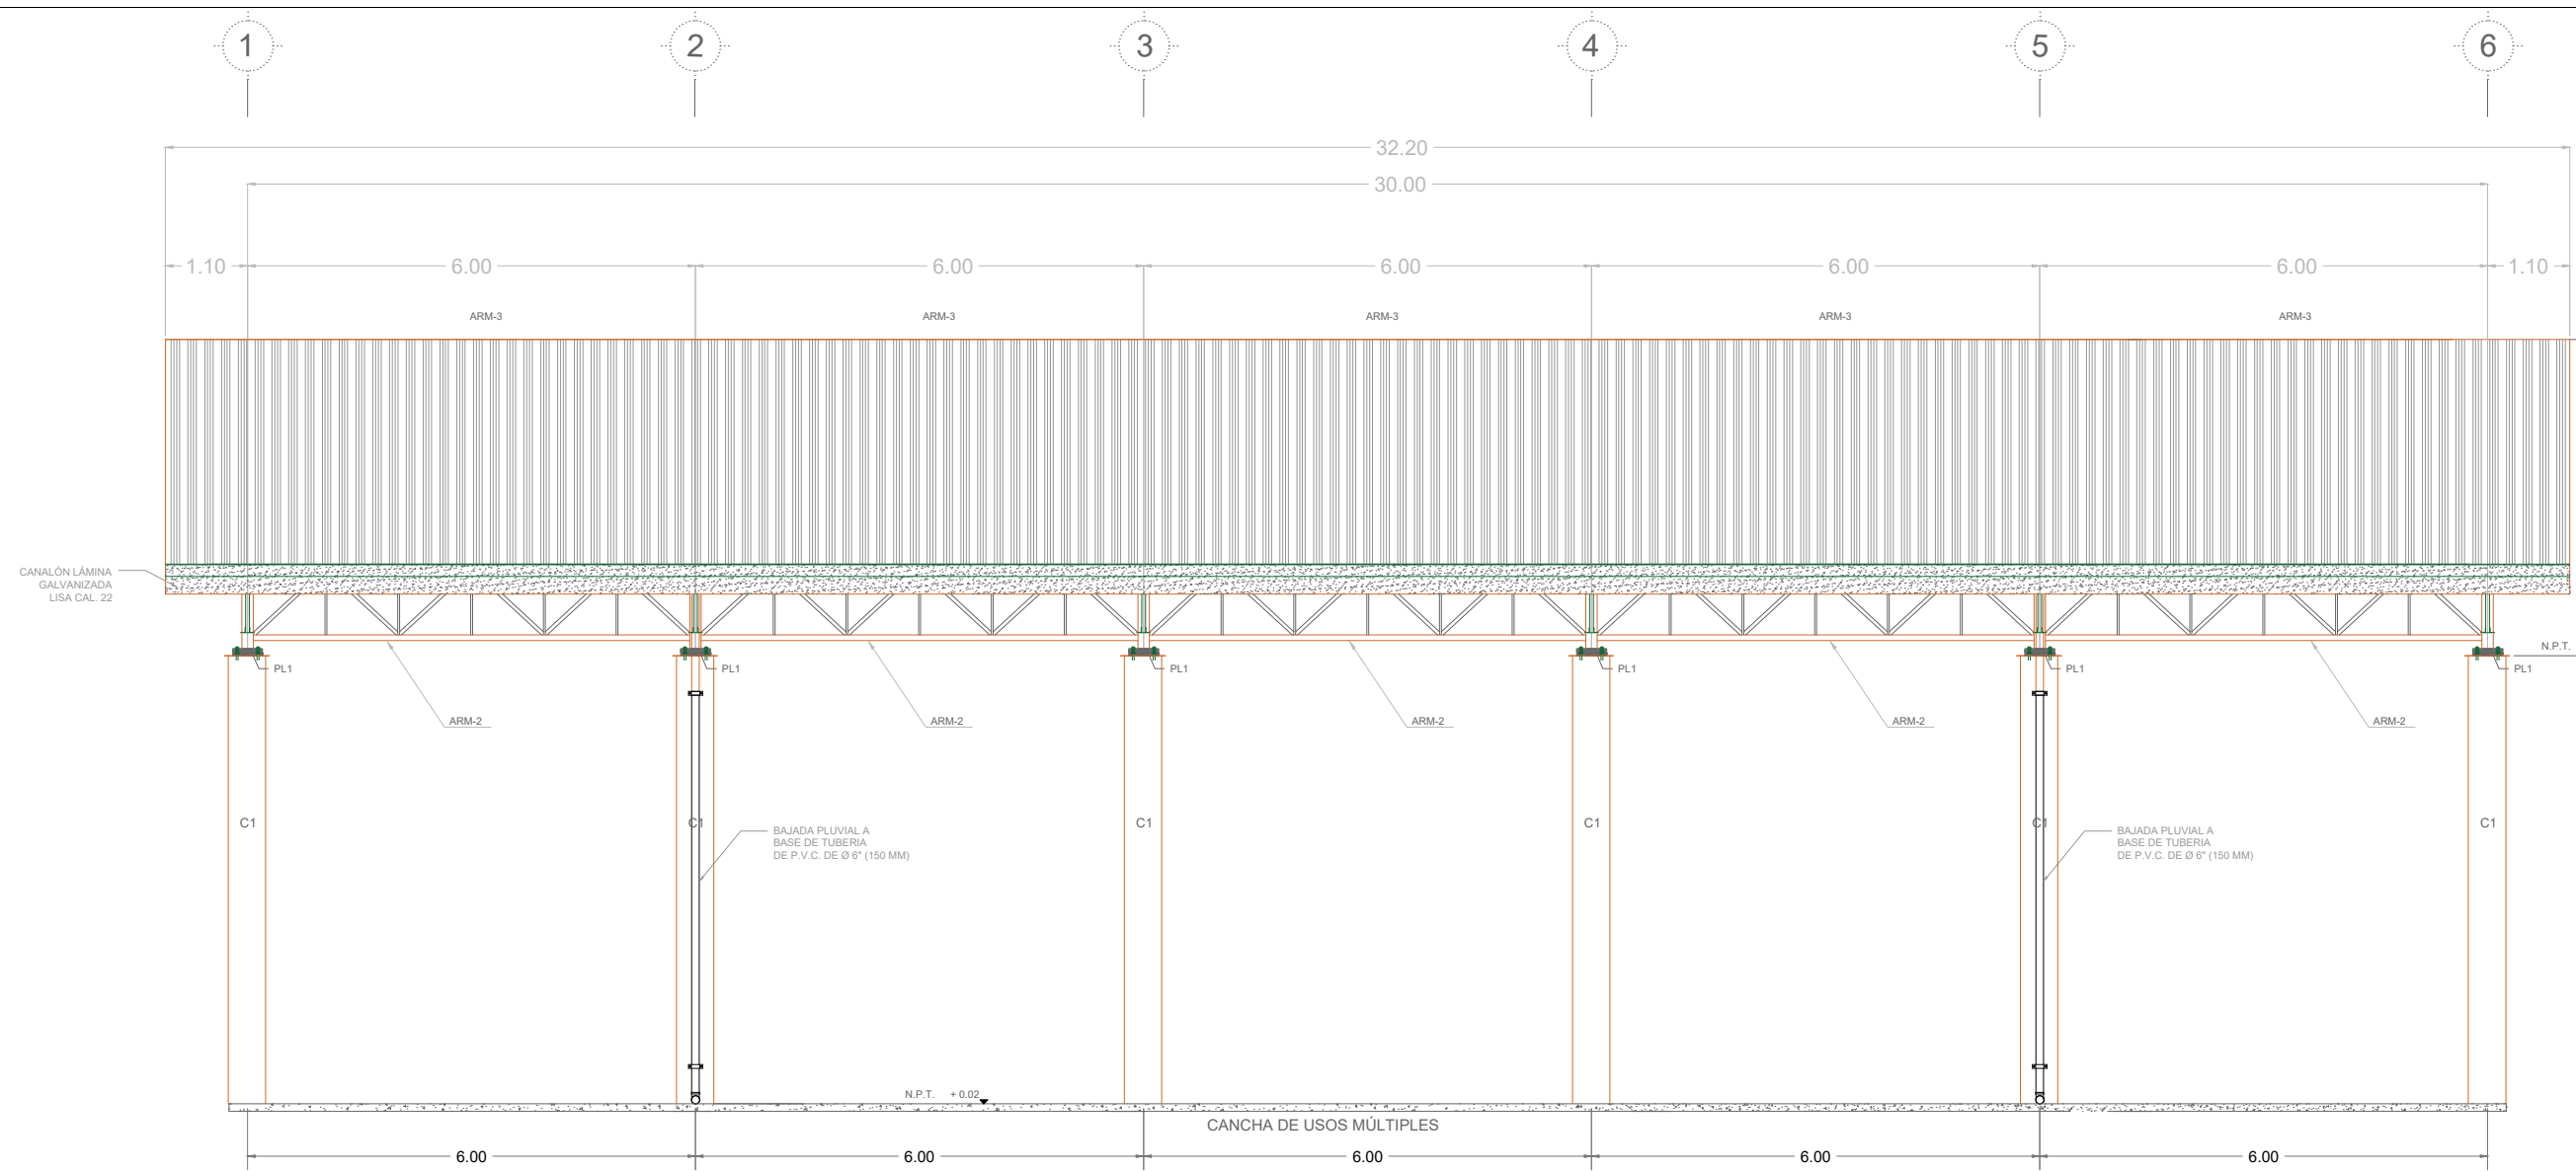 1 2 3 4 5 6
32.20
30.00
1.10 6.00 6.00 6.00 6.00 6.00 1.10
ARM-3 ARM-3 ARM-3 ARM-3 ARM-3
CANALÓN LÁMINA
GALVANIZADA
LISA CAL. 22
N.P.T.
PL1 PL1 PL1 PL1 PL1 PL1
ARM-2 ARM-2 ARM-2 ARM-2 ARM-2
C1 C1 C1 C1 C1 C1
BAJADA PLUVIAL A
BASE DE TUBERIA
DE P.V.C. DE Ø 6" (150 MM)
BAJADA PLUVIAL A
BASE DE TUBERIA
DE P.V.C. DE Ø 6" (150 MM)
N.P.T. + 0.02
CANCHA DE USOS MÚLTIPLES
6.00 6.00 6.00 6.00 6.00